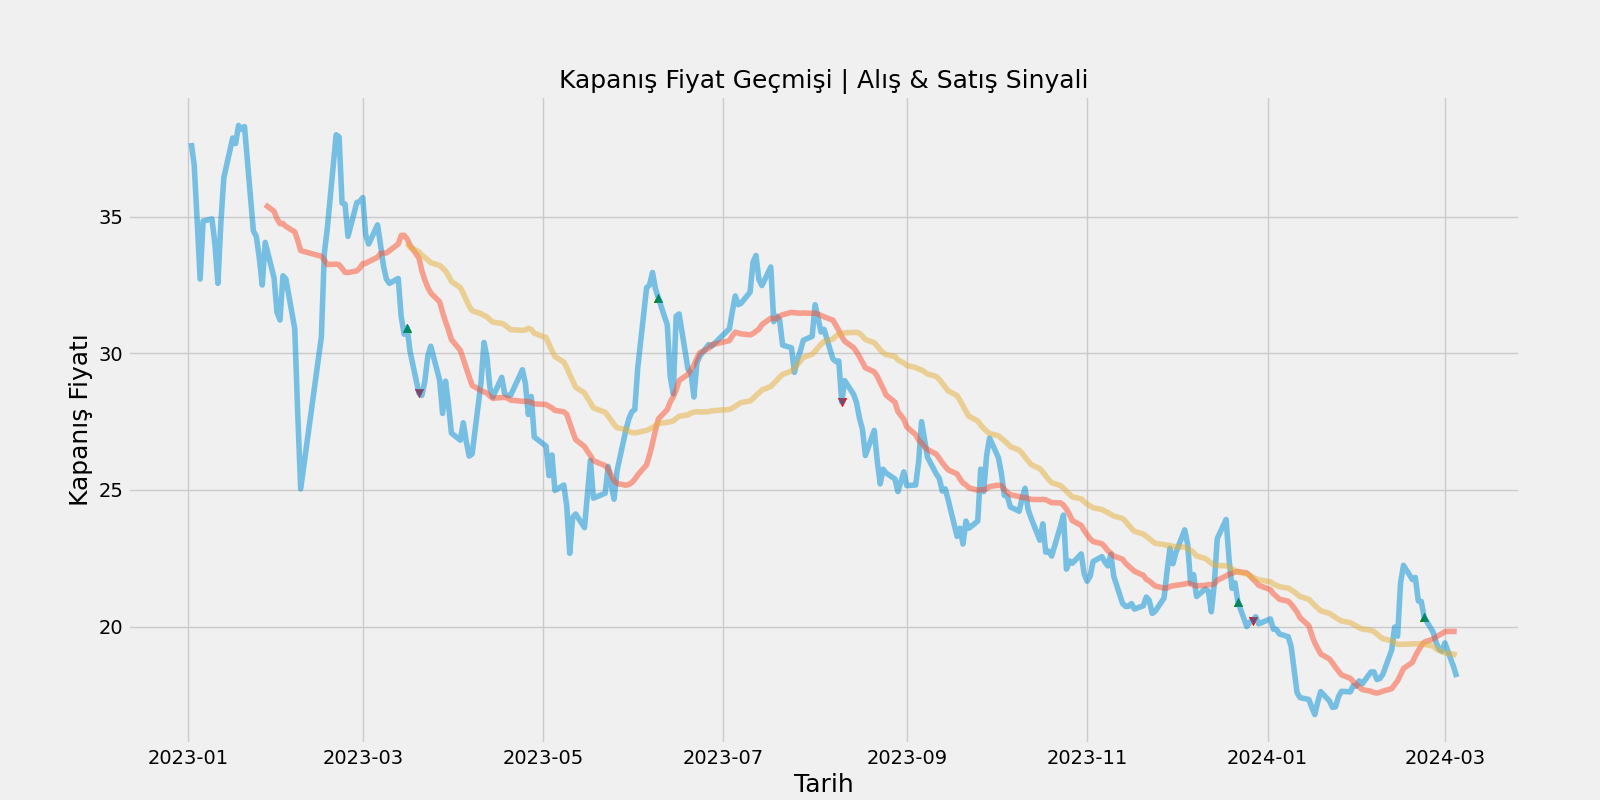 Kapanış Fiyat Geçmişi | Alış & Satış Sinyali
Kapanış Fiyatı
35
30
25
20
2023-01 2023-03 2023-05 2023-07 2023-09 2023-11 2024-01 2024-03
Tarih